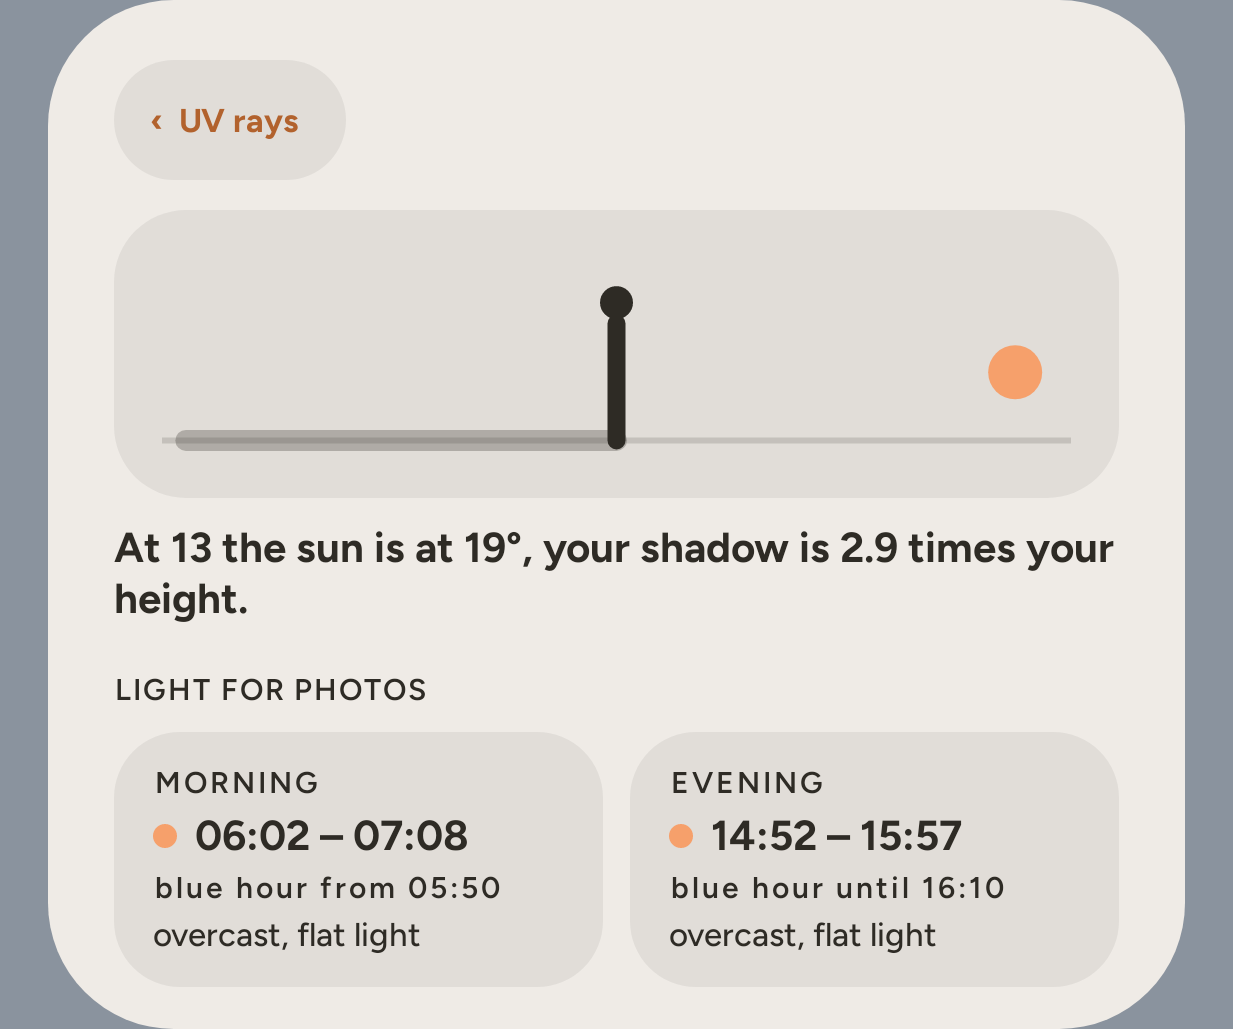 ‹ UV rays
At 13 the sun is at 19°, your shadow is 2.9 times your
height.
LIGHT FOR PHOTOS
MORNING
06:02 – 07:08
blue hour from 05:50
overcast, flat light
EVENING
14:52 – 15:57
blue hour until 16:10
overcast, flat light